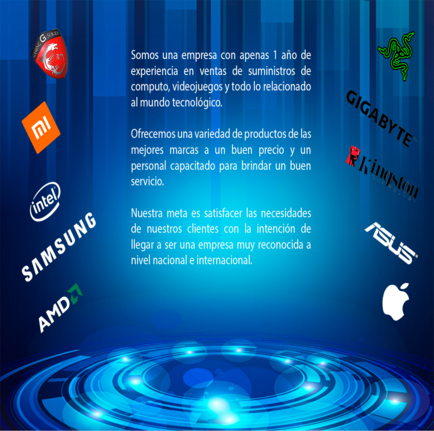 Somos una empresa con apenas 1 año de
experiencia en ventas de suministros de
computo, videojuegos y todo lo relacionado
al mundo tecnológico.
Ofrecemos una variedad de productos de las
mejores marcas a un buen precio y un
personal capacitado para brindar un buen
servicio.
Nuestra meta es satisfacer las necesidades
de nuestros clientes con la intención de
llegar a ser una empresa muy reconocida a
nivel nacional e internacional.
mi
intel
SAMSUNG
AMD
GIGABYTE
Kingston
ASUS